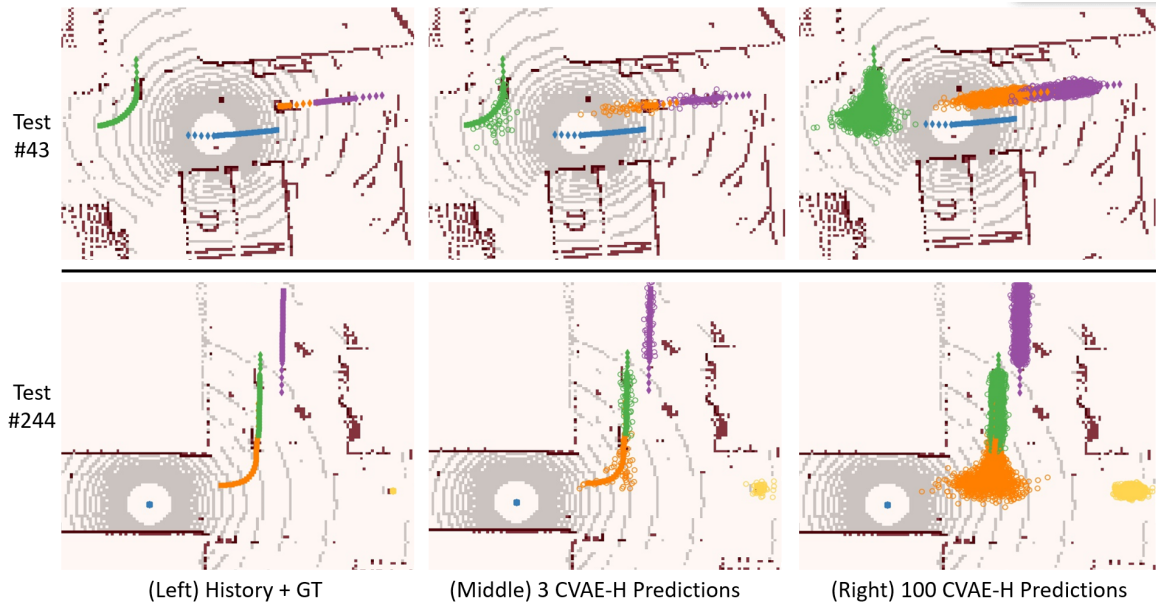 Test
#43
Test
#244
(Left) History + GT
(Middle) 3 CVAE-H Predictions
(Right) 100 CVAE-H Predictions